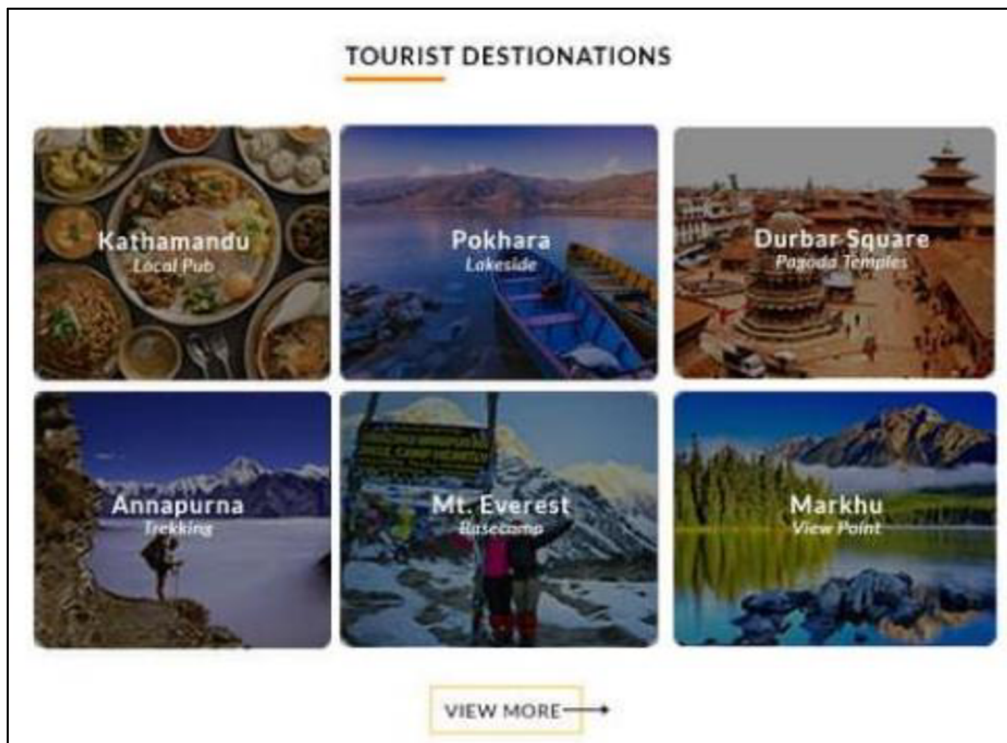 TOURIST DESTIONATIONS
Kathamandu
Local Pub
Pokhara
Lakeside
Durbar Square
Pagoda Temples
Annapurna
Trekking
Mt. Everest
Basecamp
Markhu
View Point
VIEW MORE